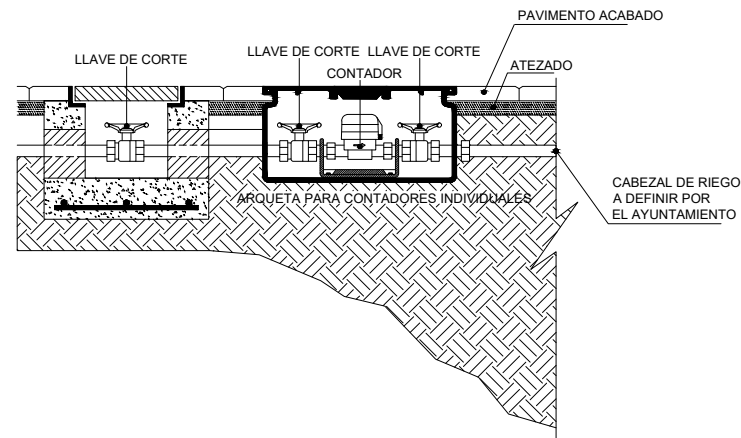 PAVIMENTO ACABADO
LLAVE DE CORTE
LLAVE DE CORTE
LLAVE DE CORTE
CONTADOR
ATEZADO
ARQUETA PARA CONTADORES INDIVIDUALES
CABEZAL DE RIEGO
A DEFINIR POR
EL AYUNTAMIENTO